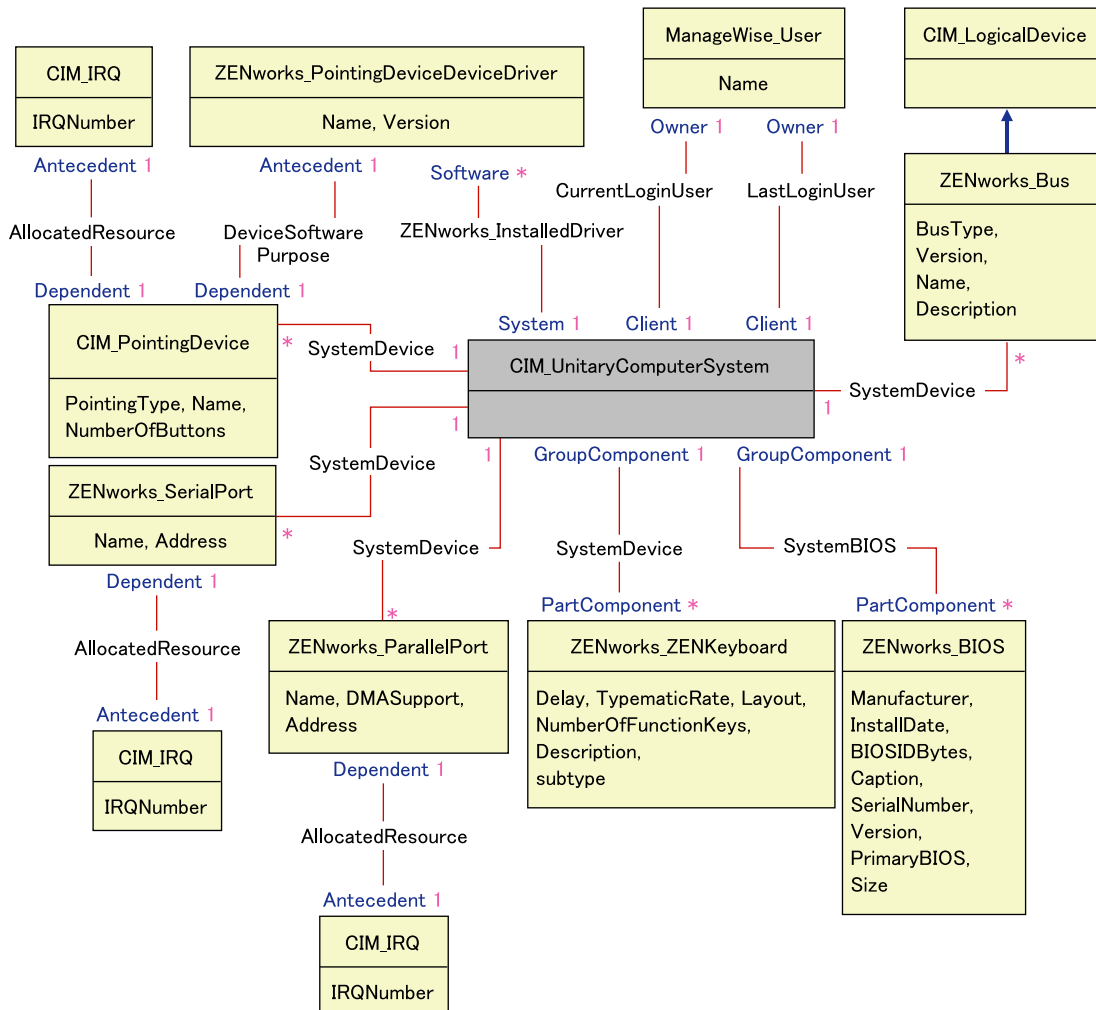 ManageWise_User
Name
CIM_LogicalDevice
CIM_IRQ
IRQNumber
ZENworks_PointingDeviceDeviceDriver
Name, Version
Owner 1
Owner 1
Antecedent 1
Antecedent 1
Software *
CurrentLoginUser
LastLoginUser
ZENworks_Bus
BusType,
Version,
Name,
Description
AllocatedResource
DeviceSoftware
Purpose
ZENworks_InstalledDriver
Dependent 1
Dependent 1
System 1
Client 1
Client 1
CIM_PointingDevice
PointingType, Name,
NumberOfButtons
*
SystemDevice
1
CIM_UnitaryComputerSystem
1
SystemDevice
*
1
SystemDevice
1
GroupComponent 1
GroupComponent 1
ZENworks_SerialPort
Name, Address
*
SystemDevice
SystemDevice
SystemBIOS
Dependent 1
AllocatedResource
Antecedent 1
CIM_IRQ
IRQNumber
*
PartComponent *
PartComponent *
ZENworks_ParallelPort
Name, DMASupport,
Address
ZENworks_ZENKeyboard
Delay, TypematicRate, Layout,
NumberOfFunctionKeys,
Description,
subtype
ZENworks_BIOS
Manufacturer,
InstallDate,
BIOSIDBytes,
Caption,
SerialNumber,
Version,
PrimaryBIOS,
Size
Dependent 1
AllocatedResource
Antecedent 1
CIM_IRQ
IRQNumber